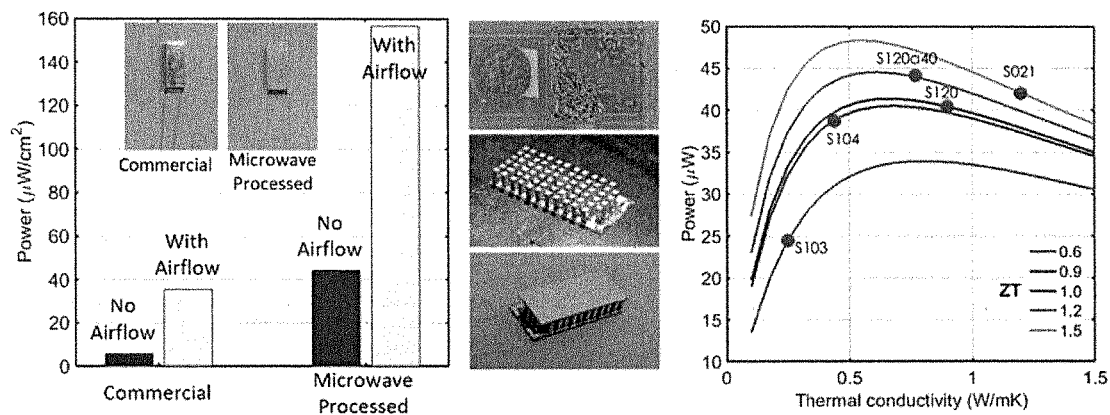 160
140
120
100
80
60
40
20
0
Power (μW/cm²)
Commercial
Microwave
Processed
No
Airflow
With
Airflow
No
Airflow
With
Airflow
Commercial
Microwave
Processed
50
45
40
35
30
25
20
15
10
Power (μW)
S120ci40
S021
S120
S104
S103
ZT
0.6
0.9
1.0
1.2
1.5
0
0.5
1
1.5
Thermal conductivity (W/mK)